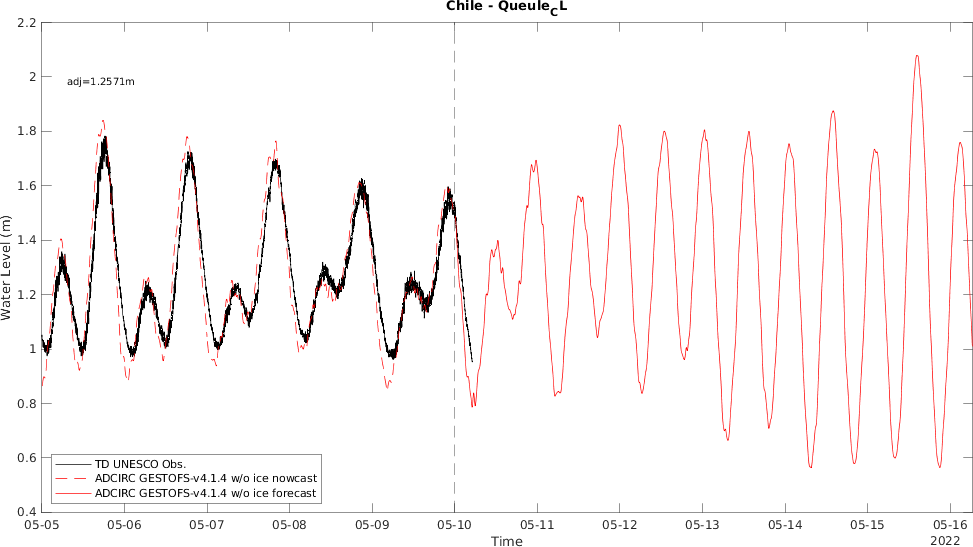 Chile - Queule_CL
2.2
2
1.8
1.6
1.4
1.2
1
0.8
0.6
0.4
Water Level (m)
adj=1.2571m
TD UNESCO Obs.
ADCIRC GESTOFS-v4.1.4 w/o ice nowcast
ADCIRC GESTOFS-v4.1.4 w/o ice forecast
05-05 05-06 05-07 05-08 05-09 05-10 05-11 05-12 05-13 05-14 05-15 05-16
Time
2022